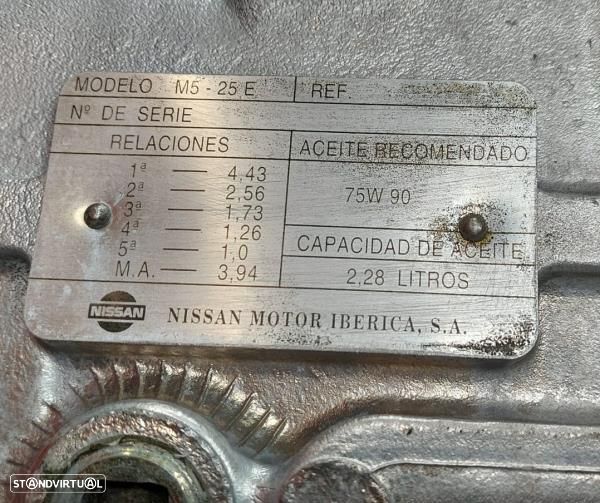 MODELO M5 - 25 E REF.
Nº DE SERIE
RELACIONES
1ª — 4,43
2ª — 2,56
3ª — 1,73
4ª — 1,26
5ª — 1,0
M.A. — 3,94
ACEITE RECOMENDADO
75W 90
CAPACIDAD DE ACEITE
2,28 LITROS
NISSAN NISSAN MOTOR IBERICA, S.A.
STANDVIRTUAL